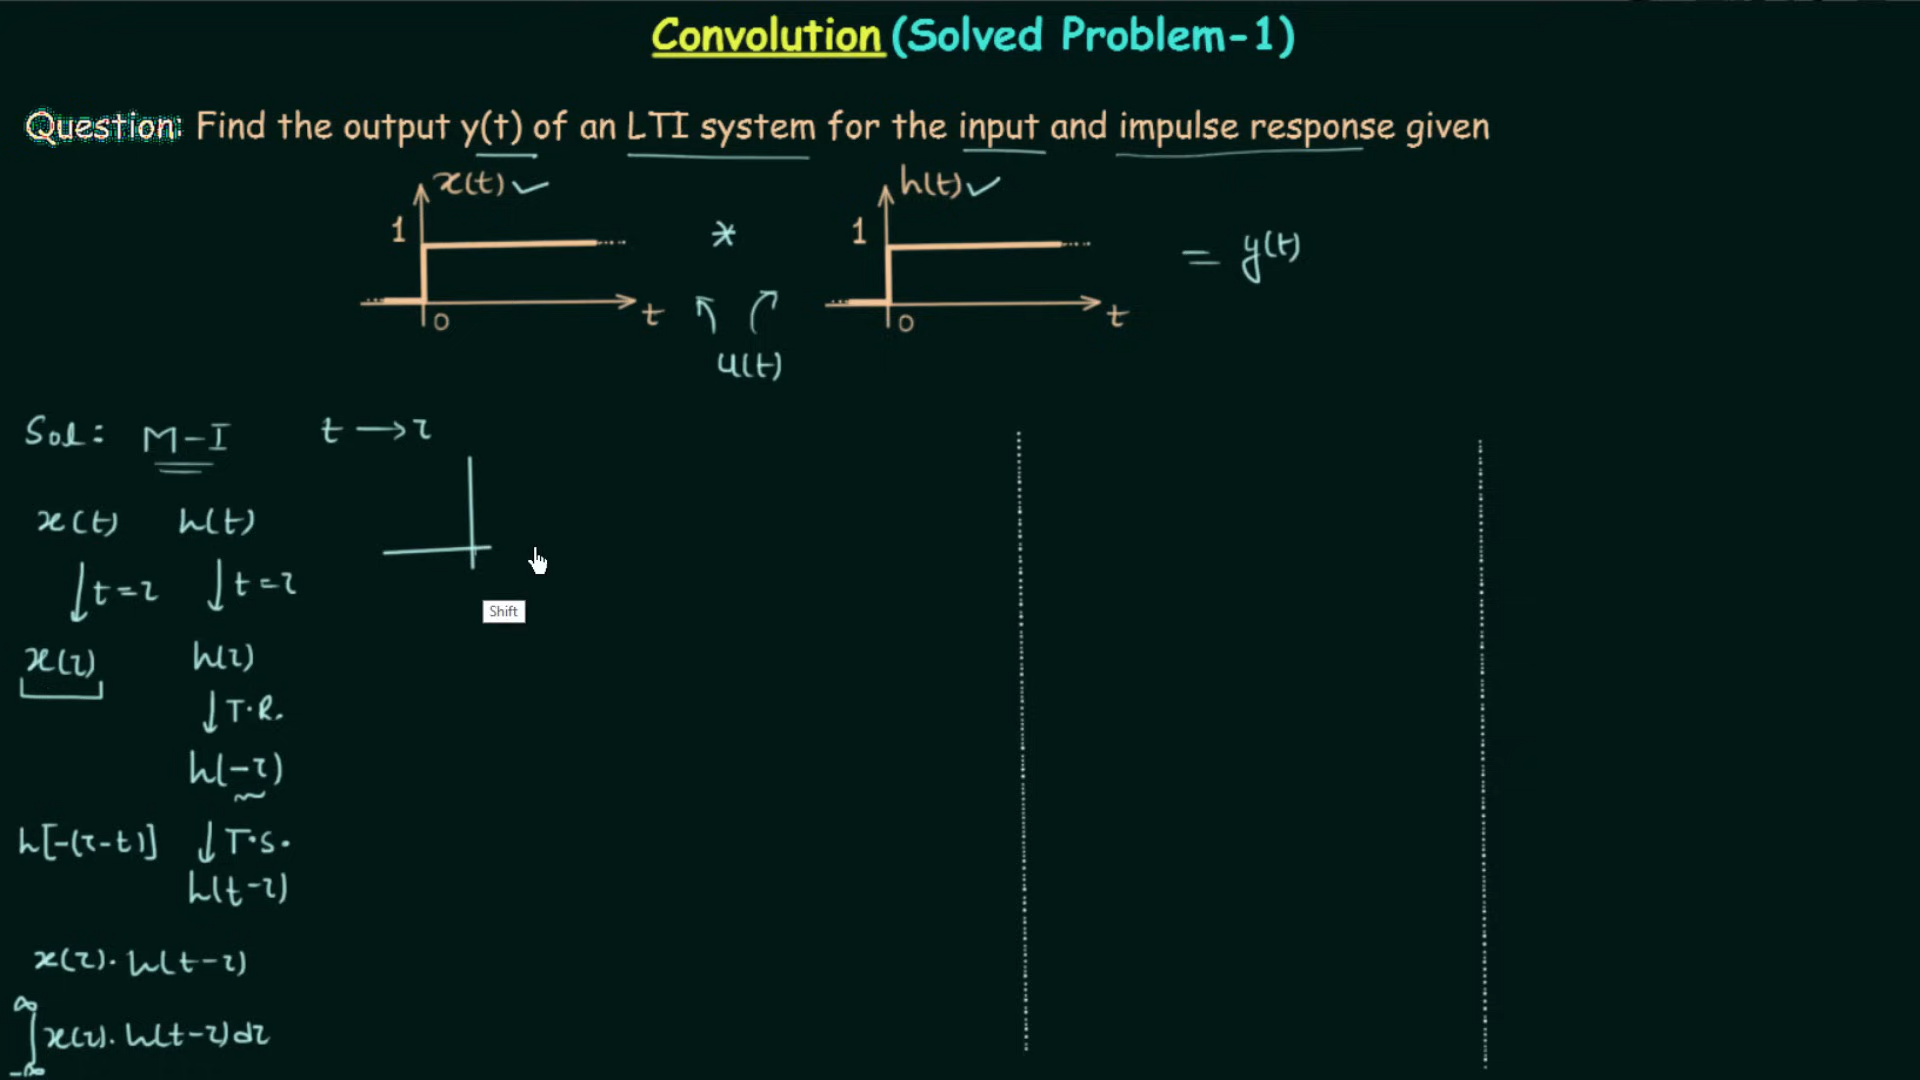 Convolution (Solved Problem-1)
Question: Find the output y(t) of an LTI system for the input and impulse response given
x(t) ✓
1
0
t
*
u(t)
h(t) ✓
1
0
t
= y(t)
Sol: M-I t → τ
x(t) h(t)
↓ t=τ ↓ t=τ
x(τ) h(τ)
↓ T.R.
h(-τ)
h[-(τ-t)] ↓ T.S.
h(t-τ)
x(τ). h(t-τ)
∞
∫ x(τ). h(t-τ) dτ
-∞
Shift